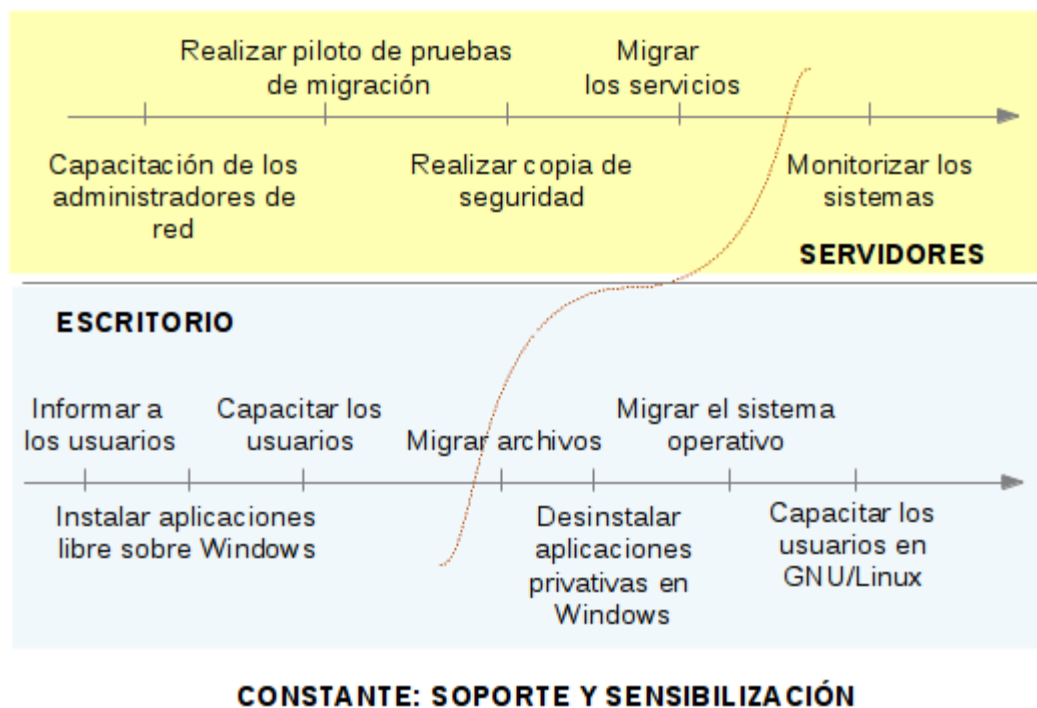 Realizar piloto de pruebas
de migración
Migrar
los servicios
Capacitación de los
administradores de
red
Realizar copia de
seguridad
Monitorizar los
sistemas
SERVIDORES
ESCRITORIO
Informar a
los usuarios
Capacitar los
usuarios
Migrar archivos
Migrar el sistema
operativo
Instalar aplicaciones
libre sobre Windows
Desinstalar
aplicaciones
privativas en
Windows
Capacitar los
usuarios en
GNU/Linux
CONSTANTE: SOPORTE Y SENSIBILIZACIÓN